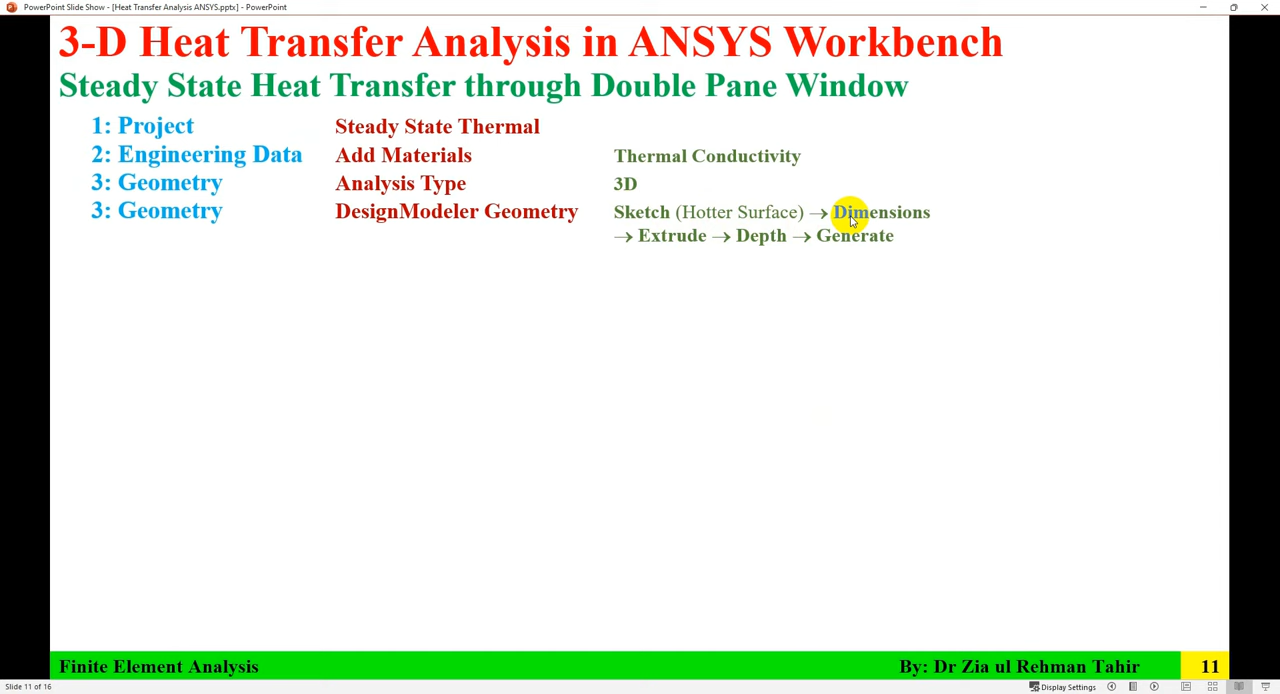 PowerPoint Slide Show - [Heat Transfer Analysis ANSYS.pptx] - PowerPoint
3-D Heat Transfer Analysis in ANSYS Workbench
Steady State Heat Transfer through Double Pane Window
1: Project Steady State Thermal
2: Engineering Data Add Materials Thermal Conductivity
3: Geometry Analysis Type 3D
3: Geometry DesignModeler Geometry Sketch (Hotter Surface) → Dimensions
→ Extrude → Depth → Generate
Finite Element Analysis By: Dr Zia ul Rehman Tahir 11
Slide 11 of 16 Display Settings